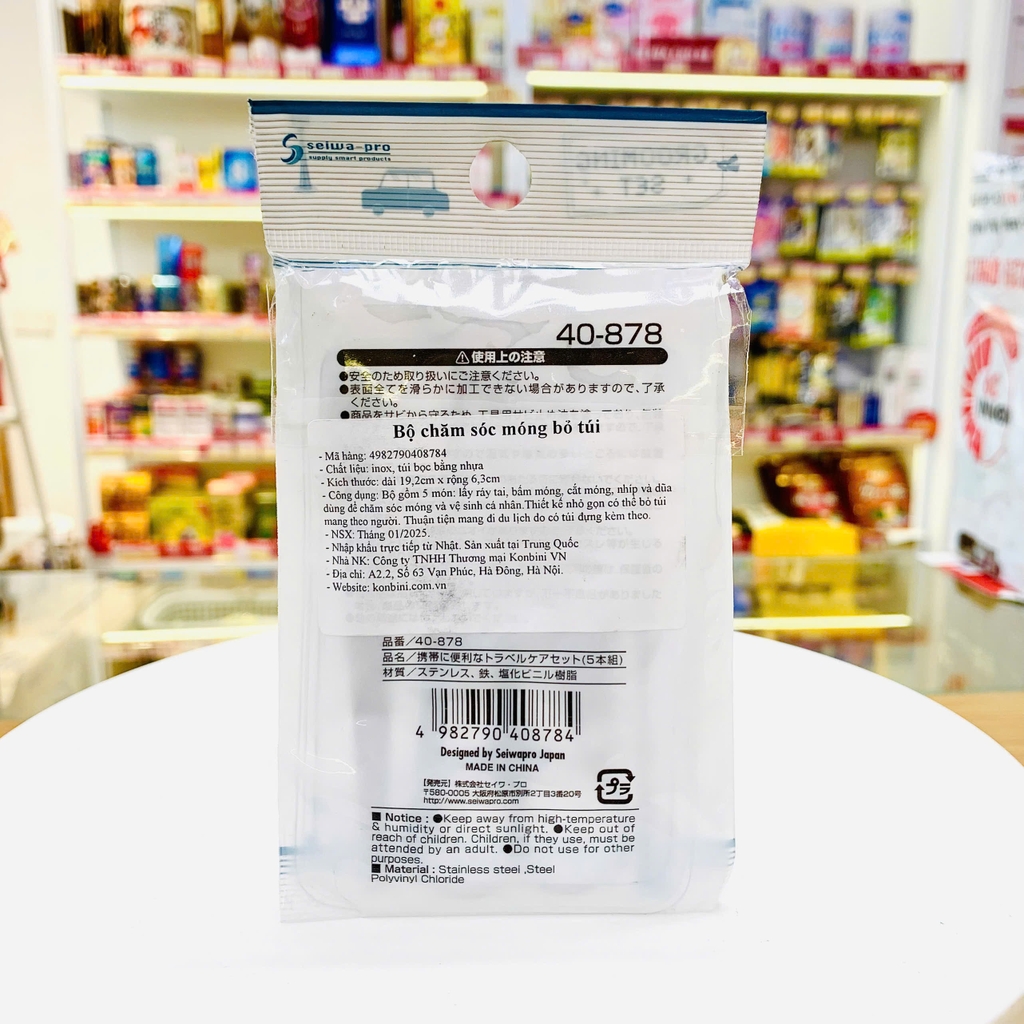 seiwa-pro
supply smart products
40-878
⚠使用上の注意
●安全のため取り扱いにご注意ください。
●表面全てを滑らかに加工できない場合がありますので、了承
ください。
Bộ chăm sóc móng bỏ túi
- Mã hàng: 4982790408784
- Chất liệu: inox, túi bọc bằng nhựa
- Kích thước: dài 19,2cm x rộng 6,3cm
- Công dụng: Bộ gồm 5 món: lấy ráy tai, bấm móng, cắt móng, nhíp và dũa
dùng để chăm sóc móng và vệ sinh cá nhân.Thiết kế nhỏ gọn có thể bỏ túi
mang theo người. Thuận tiện mang đi du lịch do có túi đựng kèm theo.
- NSX: Tháng 01/2025.
- Nhập khẩu trực tiếp từ Nhật. Sản xuất tại Trung Quốc
- Nhà NK: Công ty TNHH Thương mại Konbini VN
- Địa chỉ: A2.2, Số 63 Vạn Phúc, Hà Đông, Hà Nội.
- Website: konbini.com.vn
品番/40-878
品名/携帯に便利なトラベルケアセット(5本組)
材質/ステンレス、鉄、塩化ビニル樹脂
4 982790 408784
Designed by Seiwapro Japan
MADE IN CHINA
【発売元】株式会社セイワ・プロ
〒580-0005 大阪府松原市別所2丁目3番20号
http://www.seiwapro.com
プラ
■ Notice : ●Keep away from high-temperature
& humidity or direct sunlight. ●Keep out of
reach of children. Children, if they use, must be
attended by an adult. ●Do not use for other
purposes.
■ Material : Stainless steel ,Steel
Polyvinyl Chloride